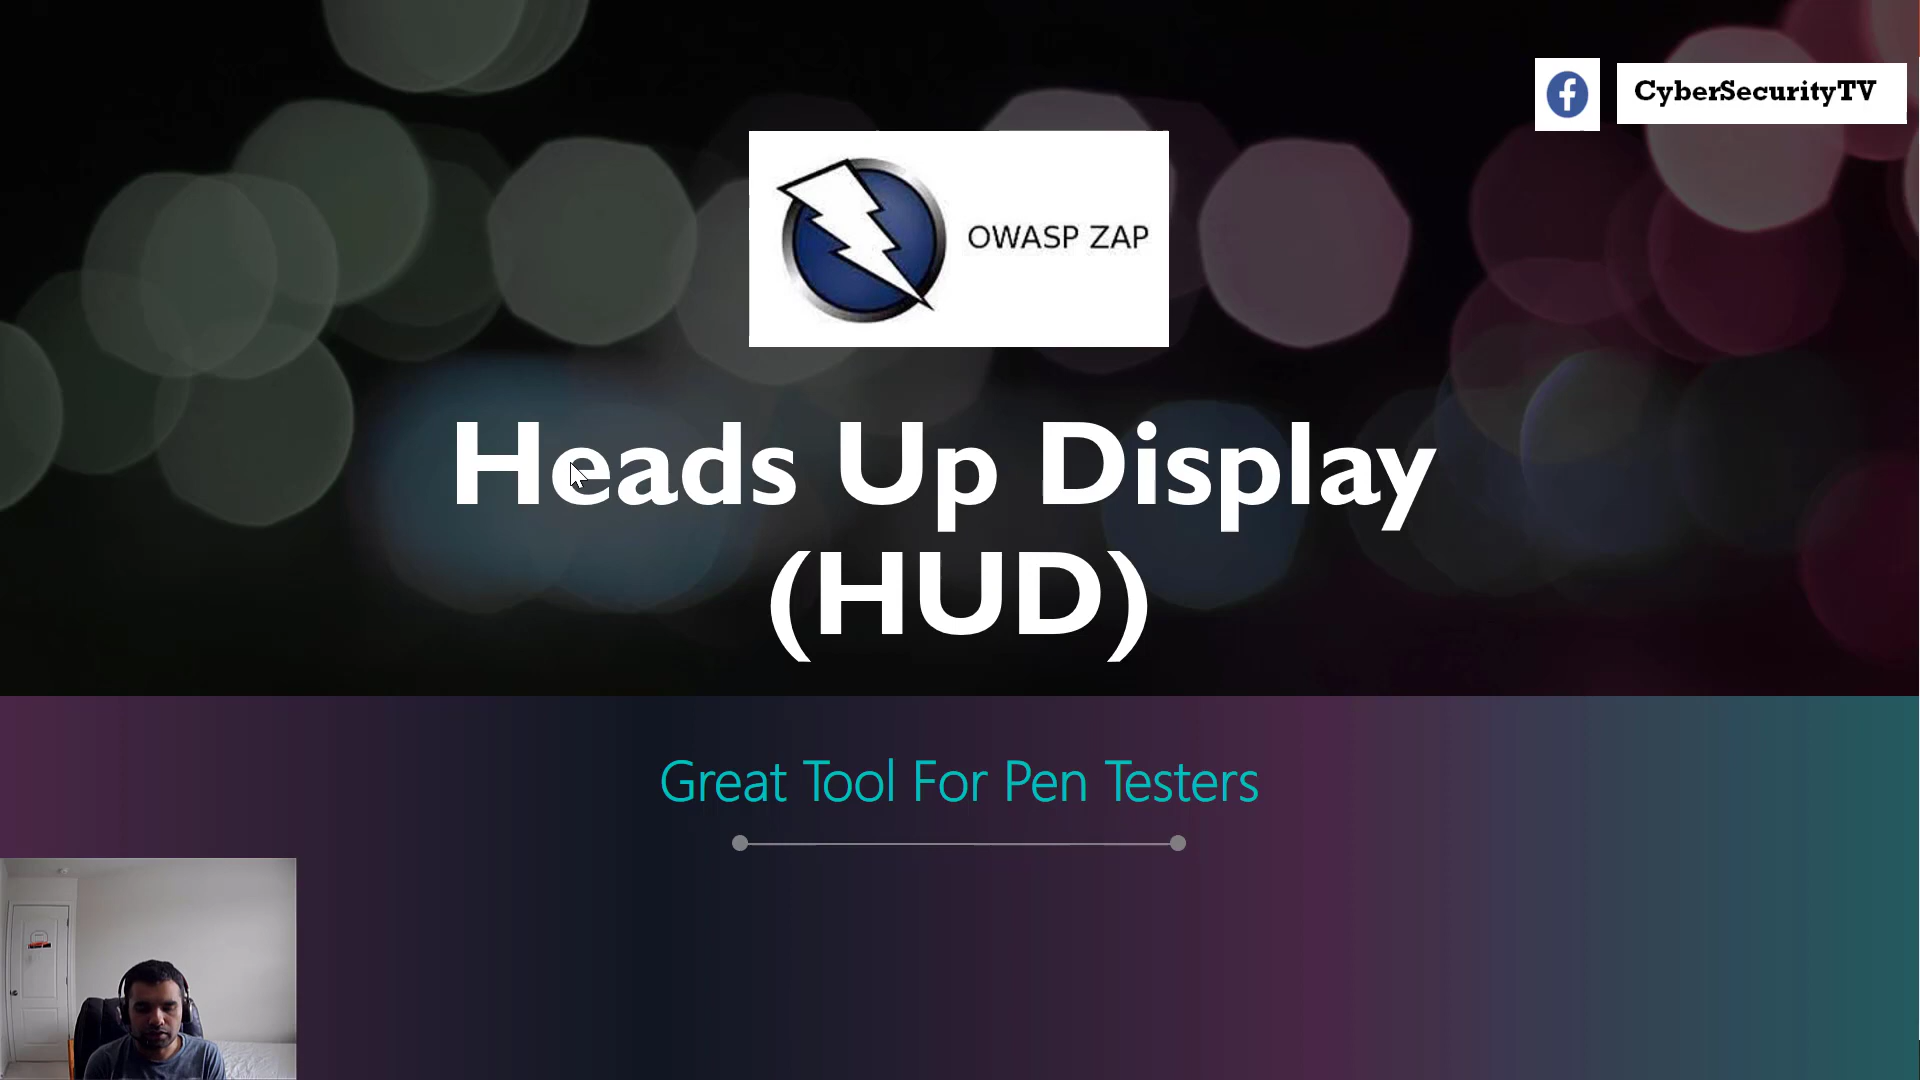 CyberSecurityTV
OWASP ZAP
Heads Up Display
(HUD)
Great Tool For Pen Testers